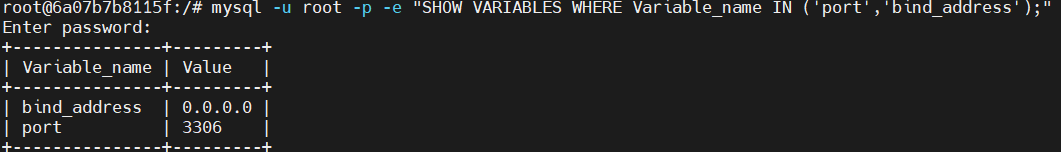 root@6a07b7b8115f:/# mysql -u root -p -e "SHOW VARIABLES WHERE Variable_name IN ('port','bind_address');"
Enter password:
+---------------+---------+
| Variable_name | Value   |
+---------------+---------+
| bind_address  | 0.0.0.0 |
| port          | 3306    |
+---------------+---------+